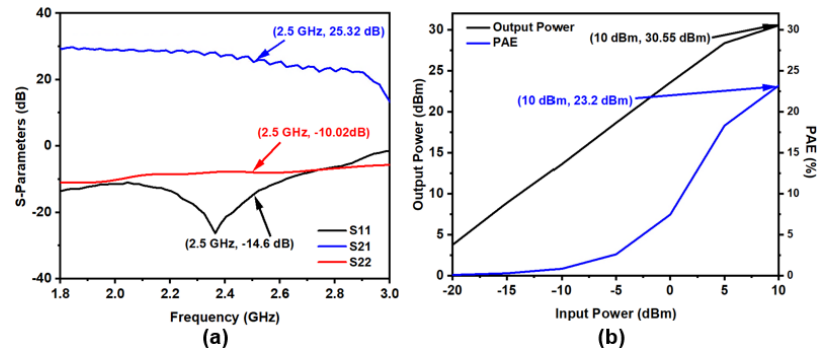 40
20
0
-20
-40
S-Parameters (dB)
(2.5 GHz, 25.32 dB)
(2.5 GHz, -10.02dB)
(2.5 GHz, -14.6 dB)
S11
S21
S22
1.8 2.0 2.2 2.4 2.6 2.8 3.0
Frequency (GHz)
(a)
30
25
20
15
10
5
0
Output Power (dBm)
Output Power
PAE
(10 dBm, 30.55 dBm)
(10 dBm, 23.2 dBm)
30
25
20
15
10
5
0
PAE (%)
-20 -15 -10 -5 0 5 10
Input Power (dBm)
(b)